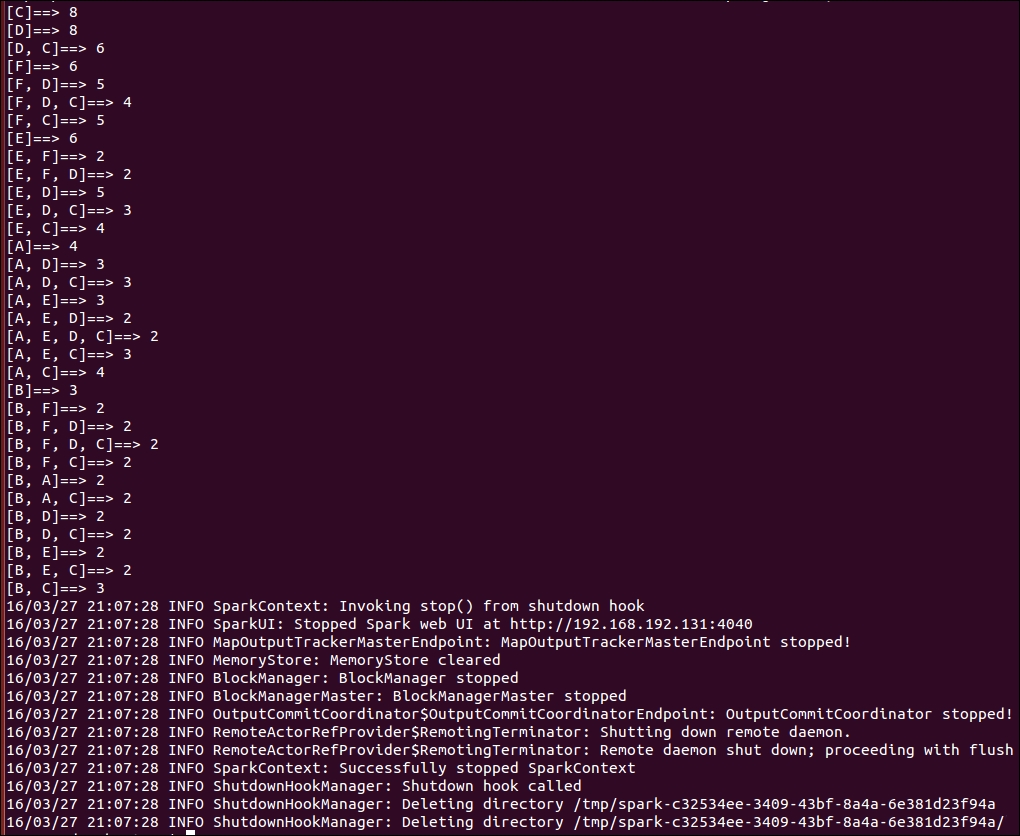 [C]==> 8
[D]==> 8
[D, C]==> 6
[F]==> 6
[F, D]==> 5
[F, D, C]==> 4
[F, C]==> 5
[E]==> 6
[E, F]==> 2
[E, F, D]==> 2
[E, D]==> 5
[E, D, C]==> 3
[E, C]==> 4
[A]==> 4
[A, D]==> 3
[A, D, C]==> 3
[A, E]==> 3
[A, E, D]==> 2
[A, E, D, C]==> 2
[A, E, C]==> 3
[A, C]==> 4
[B]==> 3
[B, F]==> 2
[B, F, D]==> 2
[B, F, D, C]==> 2
[B, F, C]==> 2
[B, A]==> 2
[B, A, C]==> 2
[B, D]==> 2
[B, D, C]==> 2
[B, E]==> 2
[B, E, C]==> 2
[B, C]==> 3
16/03/27 21:07:28 INFO SparkContext: Invoking stop() from shutdown hook
16/03/27 21:07:28 INFO SparkUI: Stopped Spark web UI at http://192.168.192.131:4040
16/03/27 21:07:28 INFO MapOutputTrackerMasterEndpoint: MapOutputTrackerMasterEndpoint stopped!
16/03/27 21:07:28 INFO MemoryStore: MemoryStore cleared
16/03/27 21:07:28 INFO BlockManager: BlockManager stopped
16/03/27 21:07:28 INFO BlockManagerMaster: BlockManagerMaster stopped
16/03/27 21:07:28 INFO OutputCommitCoordinator$OutputCommitCoordinatorEndpoint: OutputCommitCoordinator stopped!
16/03/27 21:07:28 INFO RemoteActorRefProvider$RemotingTerminator: Shutting down remote daemon.
16/03/27 21:07:28 INFO RemoteActorRefProvider$RemotingTerminator: Remote daemon shut down; proceeding with flush
16/03/27 21:07:28 INFO SparkContext: Successfully stopped SparkContext
16/03/27 21:07:28 INFO ShutdownHookManager: Shutdown hook called
16/03/27 21:07:28 INFO ShutdownHookManager: Deleting directory /tmp/spark-c32534ee-3409-43bf-8a4a-6e381d23f94a
16/03/27 21:07:28 INFO ShutdownHookManager: Deleting directory /tmp/spark-c32534ee-3409-43bf-8a4a-6e381d23f94a/